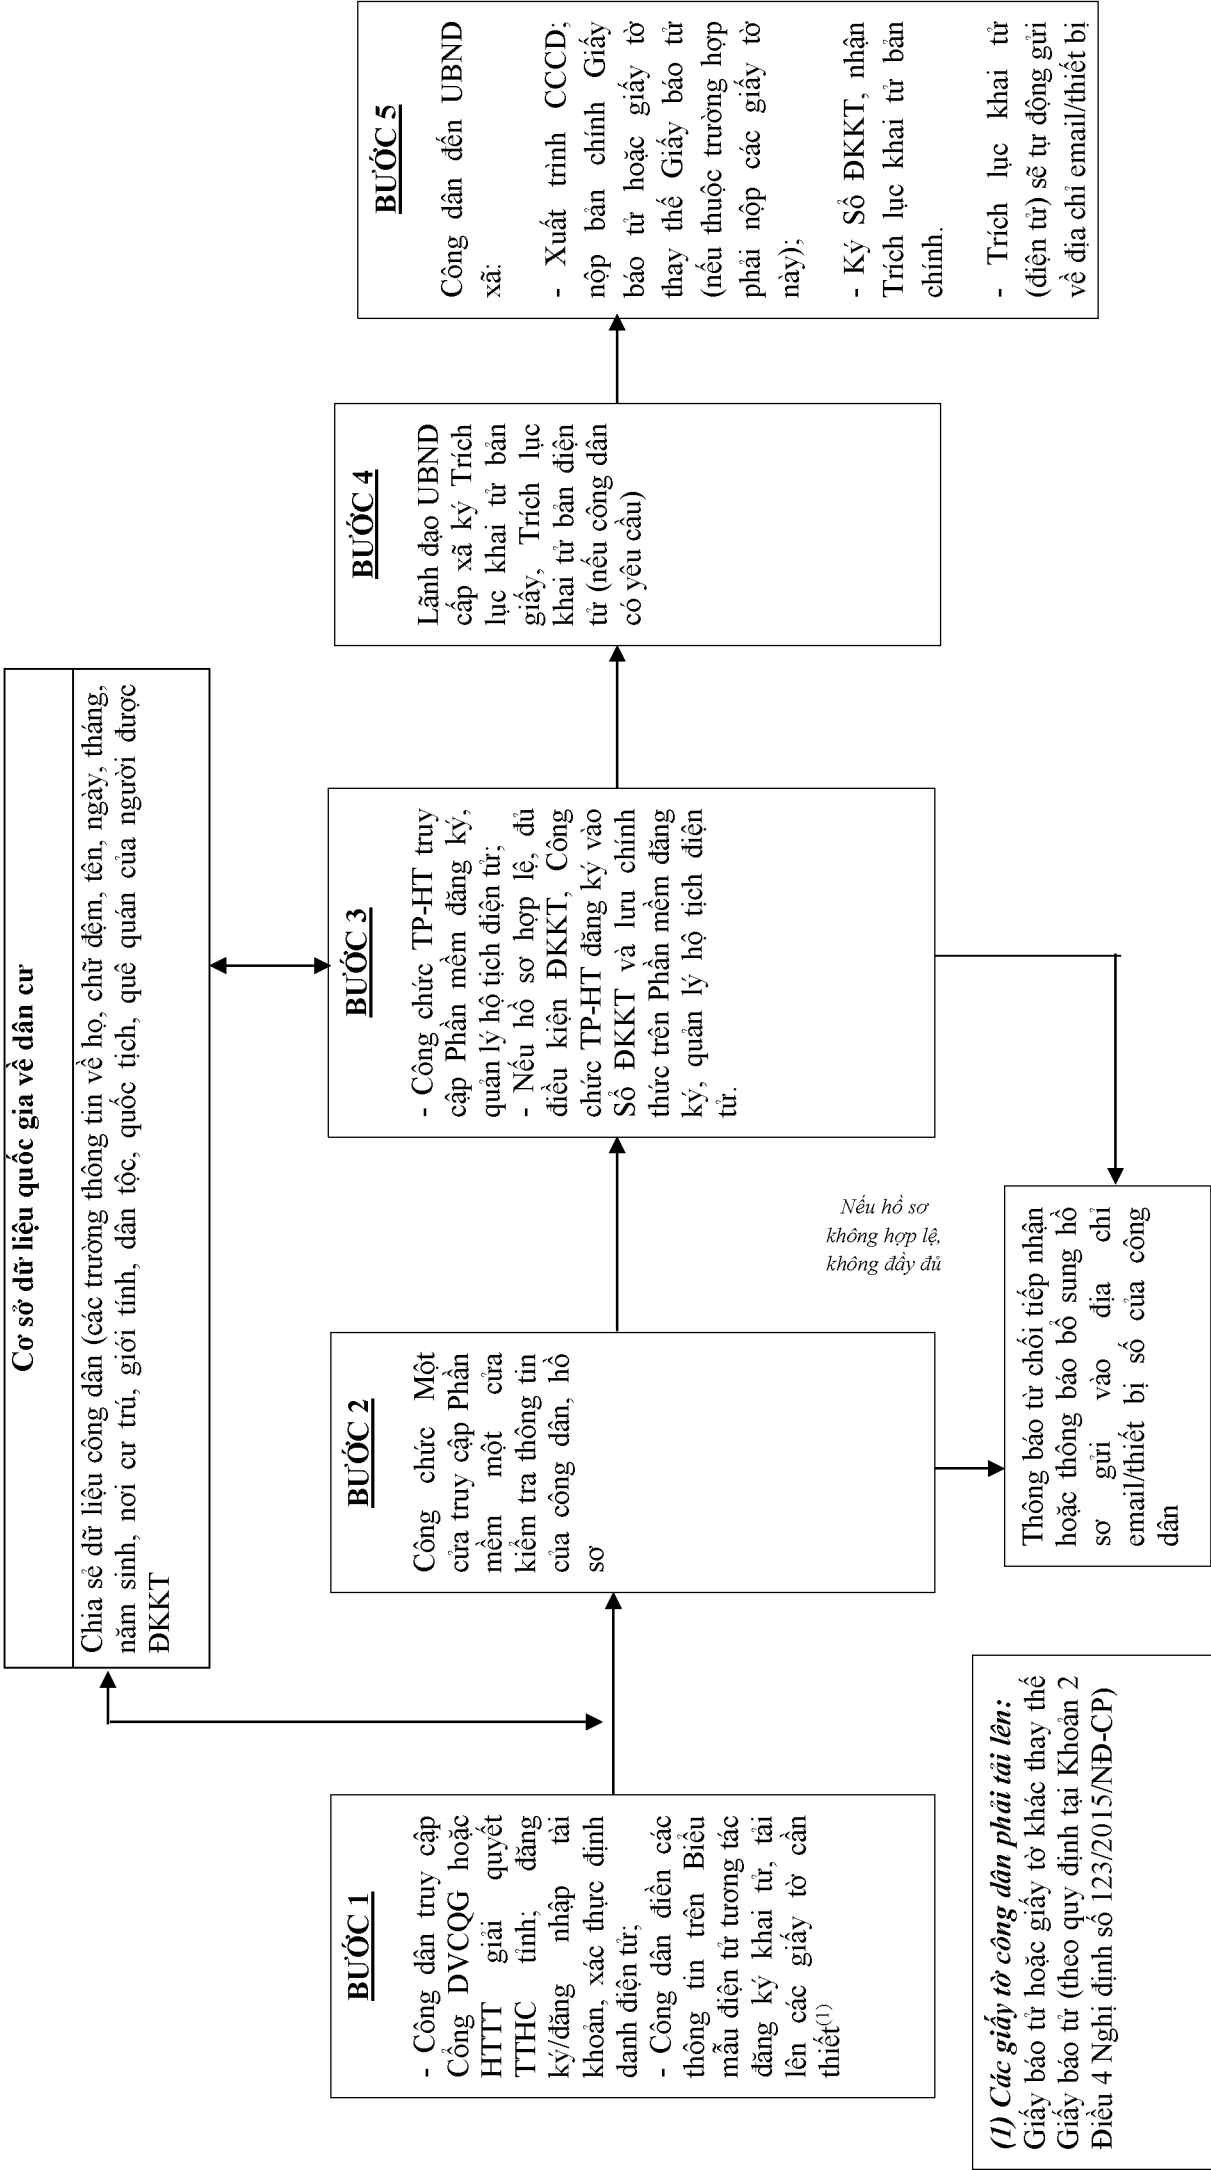 Cơ sở dữ liệu quốc gia về dân cư
Chia sẻ dữ liệu công dân (các trường thông tin về họ, chữ đệm, tên, ngày, tháng,
năm sinh, nơi cư trú, giới tính, dân tộc, quốc tịch, quê quán của người được
ĐKKT
BƯỚC 1
- Công dân truy cập
Cổng DVCQG hoặc
HTTT giải quyết
TTHC tỉnh; đăng
ký/đăng nhập tài
khoản, xác thực định
danh điện tử;
- Công dân điền các
thông tin trên Biểu
mẫu điện tử tương tác
đăng ký khai tử, tải
lên các giấy tờ cần
thiết(1)
BƯỚC 2
Công chức Một
cửa truy cập Phần
mềm một cửa
kiểm tra thông tin
của công dân, hồ
sơ
BƯỚC 3
- Công chức TP-HT truy
cập Phần mềm đăng ký,
quản lý hộ tịch điện tử;
- Nếu hồ sơ hợp lệ, đủ
điều kiện ĐKKT, Công
chức TP-HT đăng ký vào
Sổ ĐKKT và lưu chính
thức trên Phần mềm đăng
ký, quản lý hộ tịch điện
tử.
BƯỚC 4
Lãnh đạo UBND
cấp xã ký Trích
lục khai tử bản
giấy, Trích lục
khai tử bản điện
tử (nếu công dân
có yêu cầu)
BƯỚC 5
Công dân đến UBND
xã:
- Xuất trình CCCD;
nộp bản chính Giấy
báo tử hoặc giấy tờ
thay thế Giấy báo tử
(nếu thuộc trường hợp
phải nộp các giấy tờ
này);
- Ký Sổ ĐKKT, nhận
Trích lục khai tử bản
chính.
- Trích lục khai tử
(điện tử) sẽ tự động gửi
về địa chỉ email/thiết bị
Nếu hồ sơ
không hợp lệ,
không đầy đủ
(1) Các giấy tờ công dân phải tải lên:
Giấy báo tử hoặc giấy tờ khác thay thế
Giấy báo tử (theo quy định tại Khoản 2
Điều 4 Nghị định số 123/2015/NĐ-CP)
Thông báo từ chối tiếp nhận
hoặc thông báo bổ sung hồ
sơ gửi vào địa chỉ
email/thiết bị số của công
dân